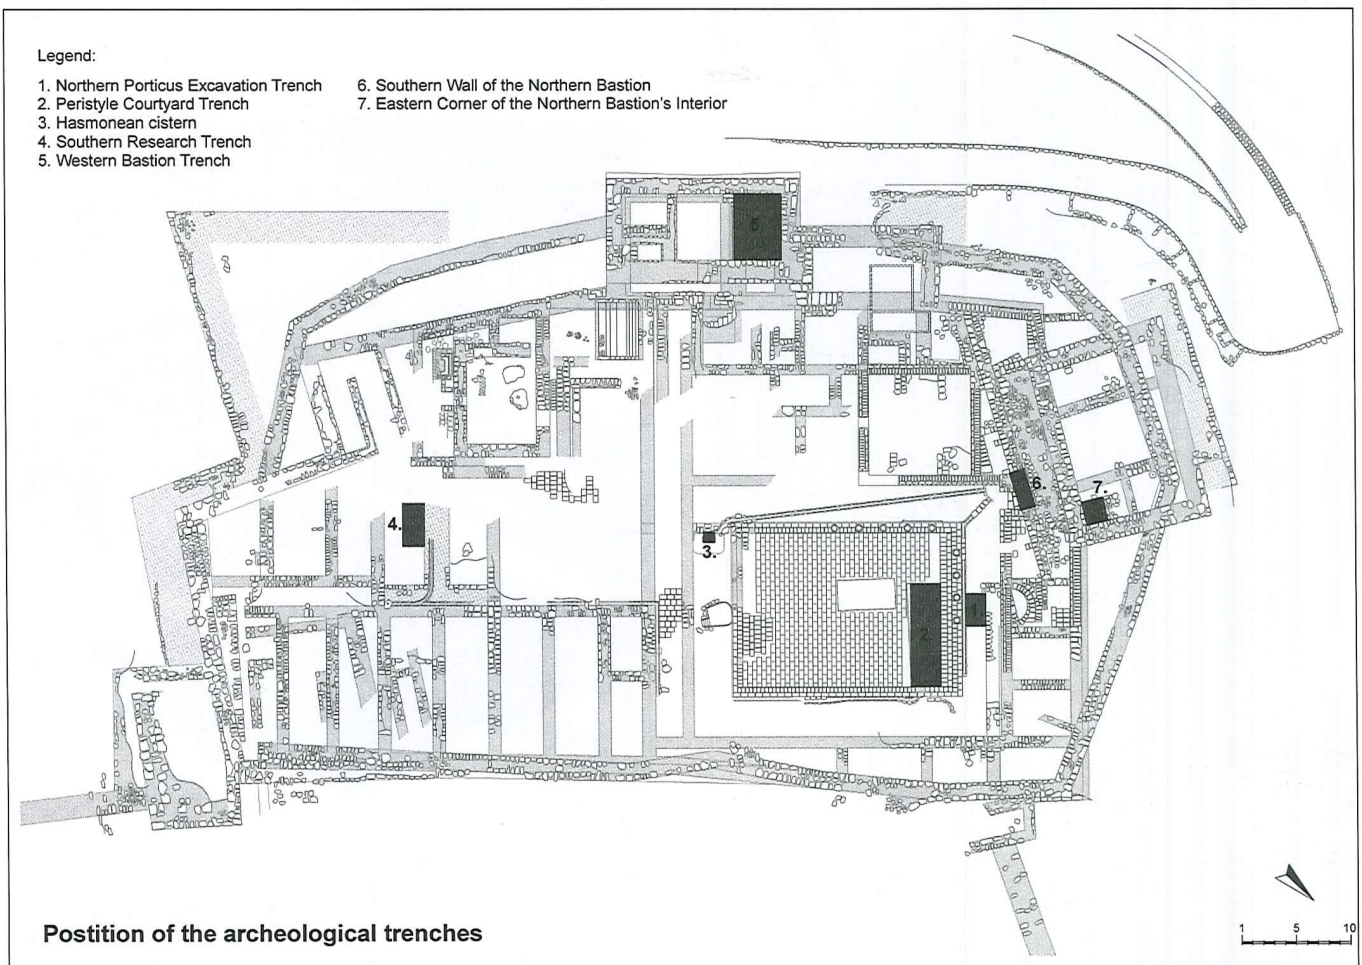 Legend:
1. Northern Porticus Excavation Trench
2. Peristyle Courtyard Trench
3. Hasmonean cistern
4. Southern Research Trench
5. Western Bastion Trench
6. Southern Wall of the Northern Bastion
7. Eastern Corner of the Northern Bastion's Interior
5
6.
7.
4.
3.
1
2
Postition of the archeological trenches
1 5 10